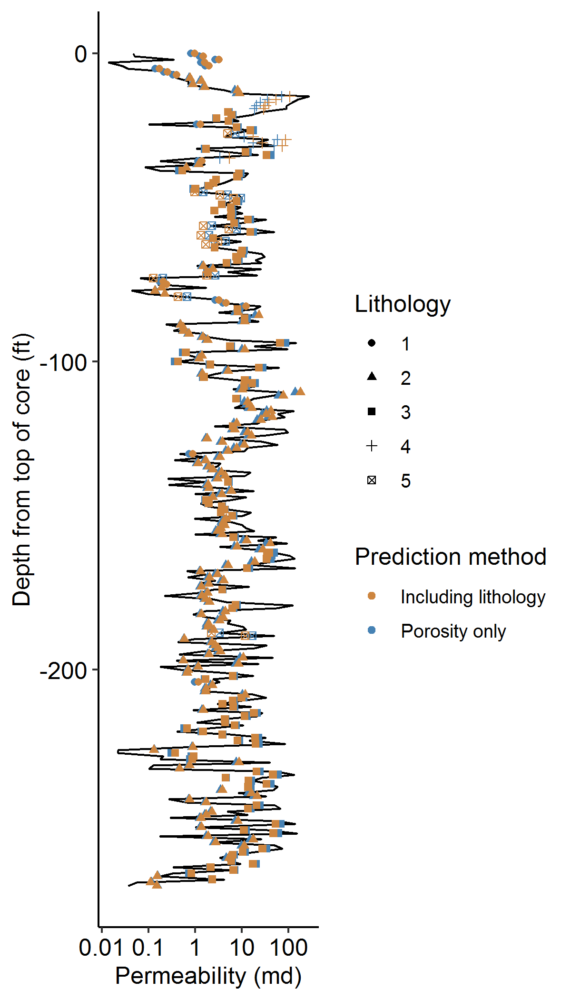 0
-100
-200
Depth from top of core (ft)
0.01 0.1 1 10 100
Permeability (md)
Lithology
1
2
3
4
5
Prediction method
Including lithology
Porosity only